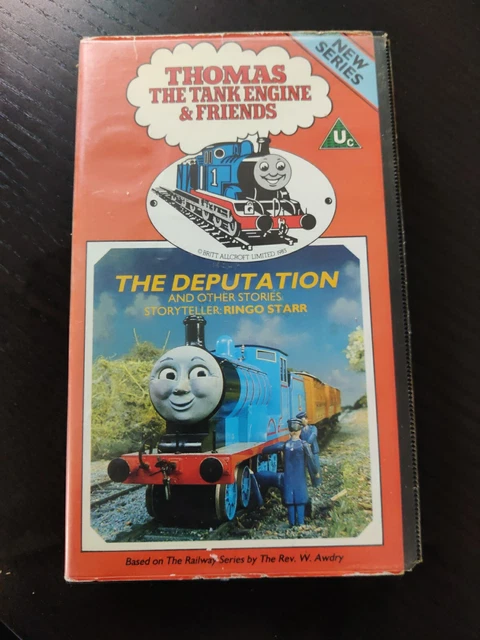 NEW
SERIES
THOMAS
THE TANK ENGINE
& FRIENDS
Uc
1
© BRITT ALLCROFT LIMITED 1985
THE DEPUTATION
AND OTHER STORIES.
STORYTELLER: RINGO STARR
Based on The Railway Series by The Rev. W. Awdry